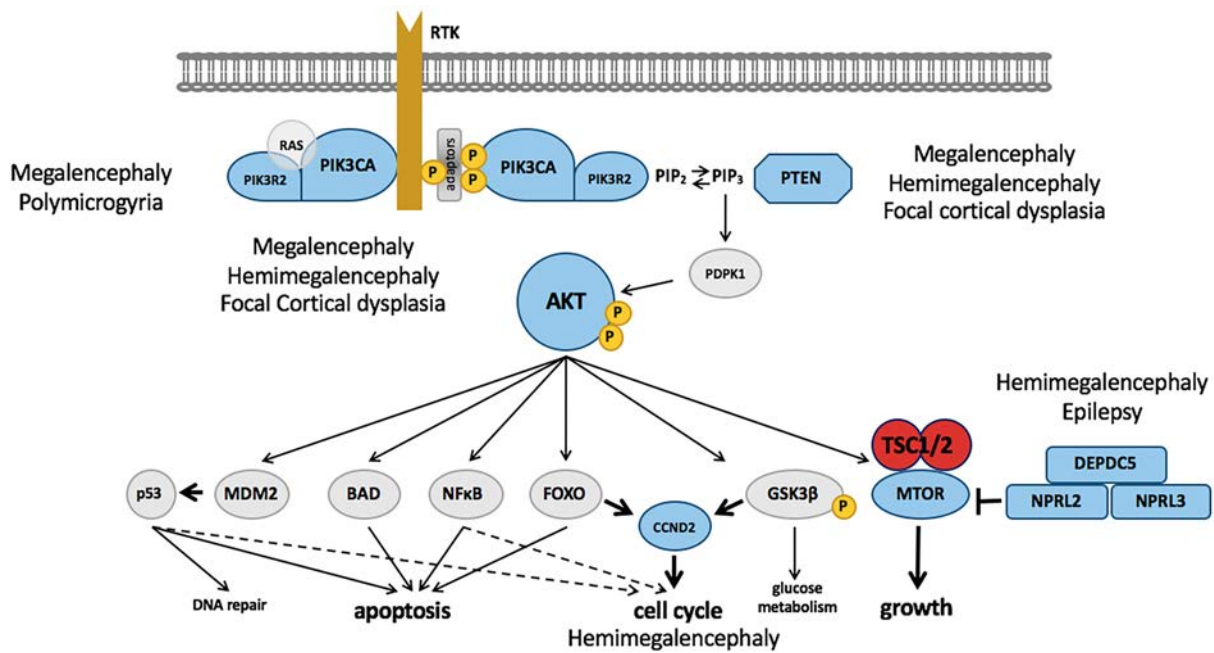 RTK
RAS
PIK3R2
PIK3CA
P
adaptors
P
P
PIK3CA
PIK3R2
PIP2
PIP3
PTEN
Megalencephaly
Polymicrogyria
Megalencephaly
Hemimegalencephaly
Focal cortical dysplasia
Megalencephaly
Hemimegalencephaly
Focal Cortical dysplasia
PDPK1
AKT
P
P
Hemimegalencephaly
Epilepsy
TSC1/2
DEPDC5
p53
MDM2
BAD
NFκB
FOXO
CCND2
GSK3β
P
MTOR
NPRL2
NPRL3
DNA repair
apoptosis
cell cycle
Hemimegalencephaly
glucose
metabolism
growth